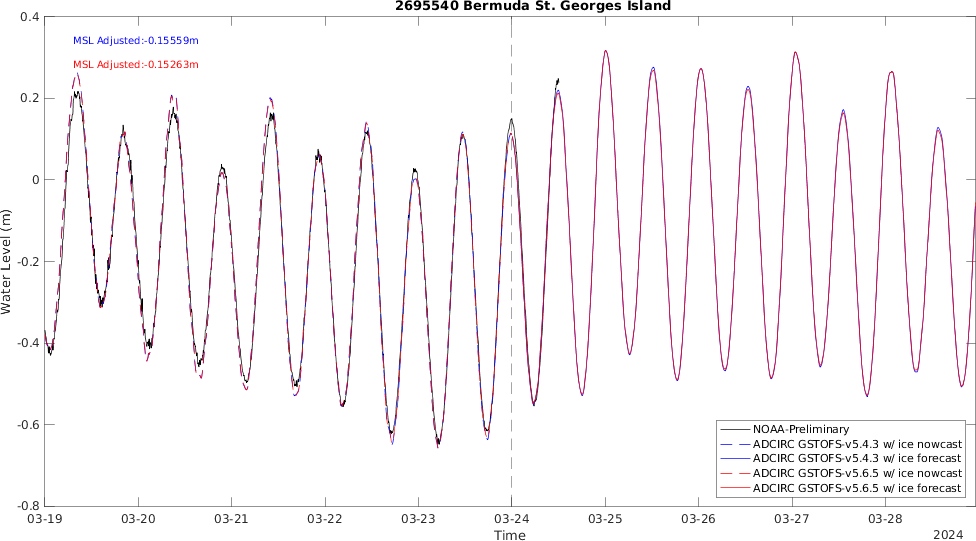 2695540 Bermuda St. Georges Island
MSL Adjusted:-0.15559m
MSL Adjusted:-0.15263m
Water Level (m)
0.4
0.2
0
-0.2
-0.4
-0.6
-0.8
NOAA-Preliminary
ADCIRC GSTOFS-v5.4.3 w/ ice nowcast
ADCIRC GSTOFS-v5.4.3 w/ ice forecast
ADCIRC GSTOFS-v5.6.5 w/ ice nowcast
ADCIRC GSTOFS-v5.6.5 w/ ice forecast
03-19 03-20 03-21 03-22 03-23 03-24 03-25 03-26 03-27 03-28
Time
2024